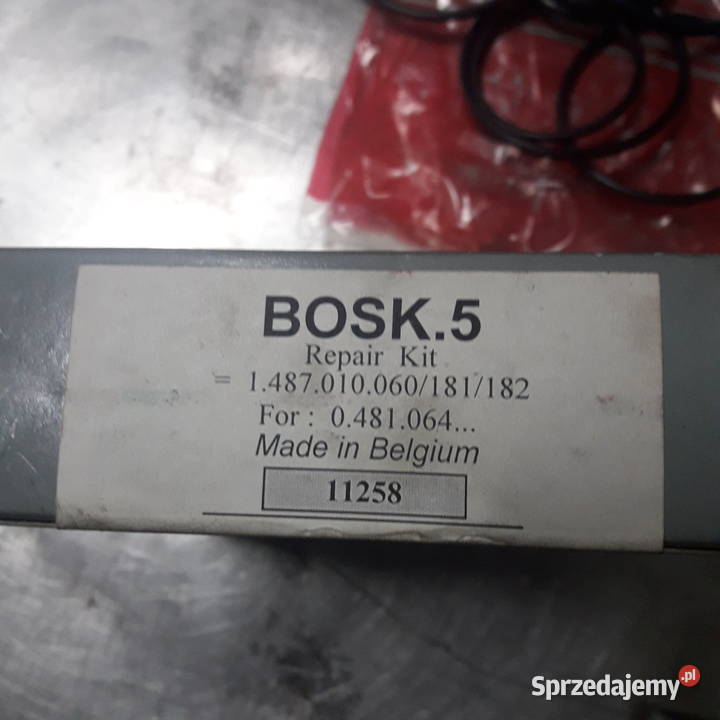 BOSK.5
Repair Kit
= 1.487.010.060/181/182
For : 0.481.064...
Made in Belgium
11258
Sprzedajemy.pl